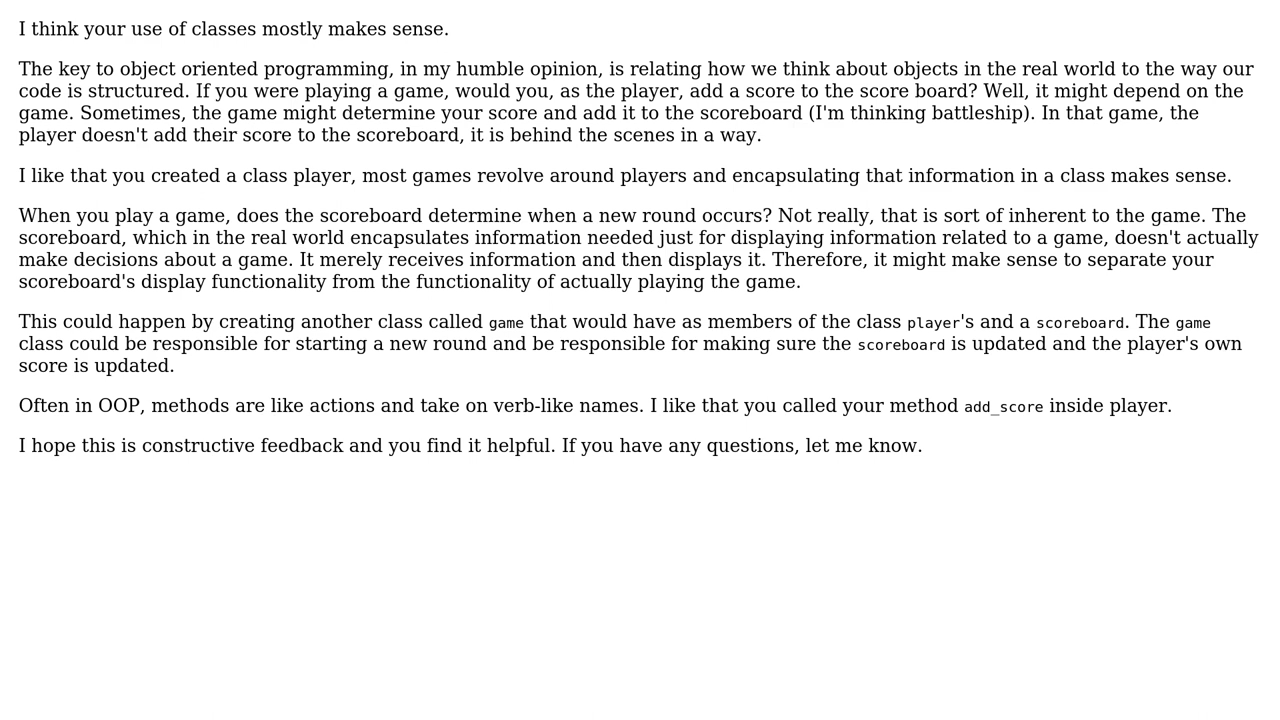 I think your use of classes mostly makes sense.
The key to object oriented programming, in my humble opinion, is relating how we think about objects in the real world to the way our
code is structured. If you were playing a game, would you, as the player, add a score to the score board? Well, it might depend on the
game. Sometimes, the game might determine your score and add it to the scoreboard (I'm thinking battleship). In that game, the
player doesn't add their score to the scoreboard, it is behind the scenes in a way.
I like that you created a class player, most games revolve around players and encapsulating that information in a class makes sense.
When you play a game, does the scoreboard determine when a new round occurs? Not really, that is sort of inherent to the game. The
scoreboard, which in the real world encapsulates information needed just for displaying information related to a game, doesn't actually
make decisions about a game. It merely receives information and then displays it. Therefore, it might make sense to separate your
scoreboard's display functionality from the functionality of actually playing the game.
This could happen by creating another class called game that would have as members of the class player's and a scoreboard. The game
class could be responsible for starting a new round and be responsible for making sure the scoreboard is updated and the player's own
score is updated.
Often in OOP, methods are like actions and take on verb-like names. I like that you called your method add_score inside player.
I hope this is constructive feedback and you find it helpful. If you have any questions, let me know.